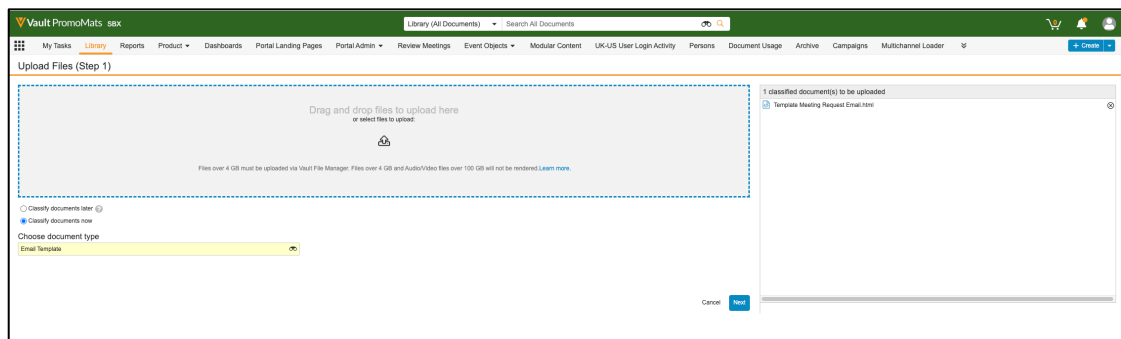 Vault PromoMats SBX
Library (All Documents)
Search All Documents
My Tasks Library Reports Product Dashboards Portal Landing Pages Portal Admin Review Meetings Event Objects Modular Content UK-US User Login Activity Persons Document Usage Archive Campaigns Multichannel Loader
+ Create
Upload Files (Step 1)
Drag and drop files to upload here
or select files to upload:
Files over 4 GB must be uploaded via Vault File Manager. Files over 4 GB and Audio/Video files over 100 GB will not be rendered.Learn more.
1 classified document(s) to be uploaded
Template Meeting Request Email.html
Classify documents later
Classify documents now
Choose document type
Email Template
Cancel Next